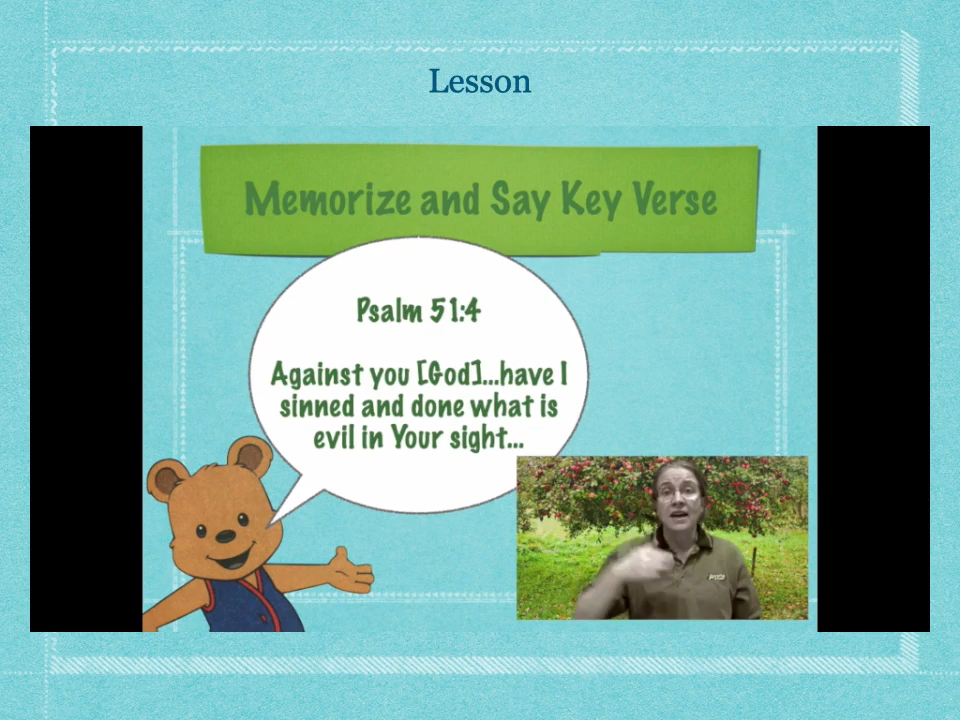 Lesson
Memorize and Say Key Verse
Psalm 51:4
Against you [God]...have I
sinned and done what is
evil in Your sight...